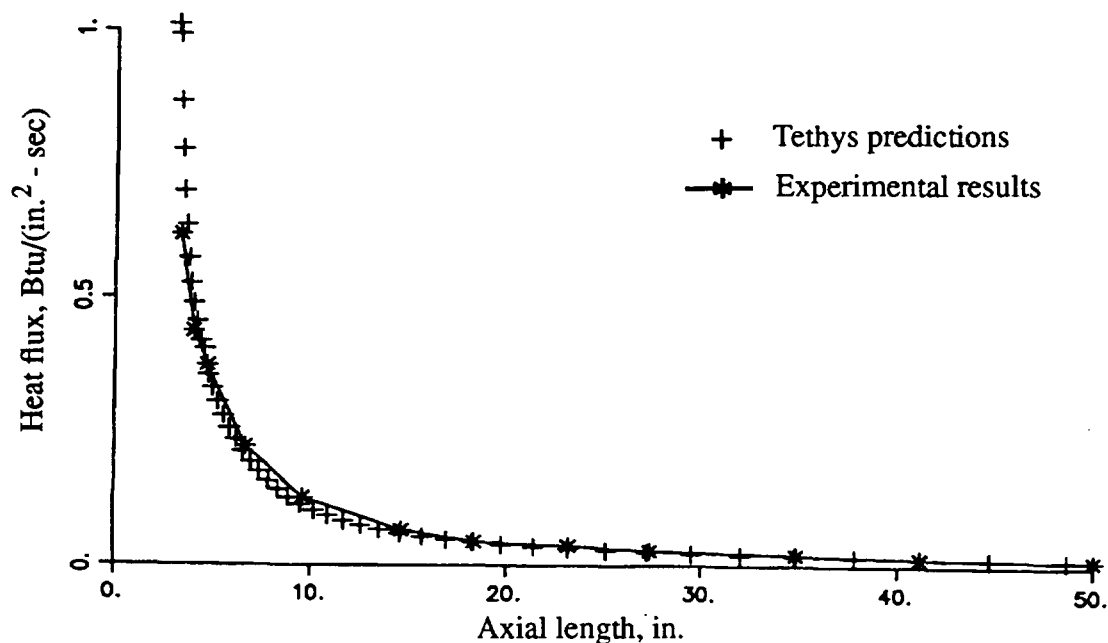 1.
0.5
0.
Heat flux, Btu/(in.² - sec)
Tethys predictions
Experimental results
0. 10. 20. 30. 40. 50.
Axial length, in.